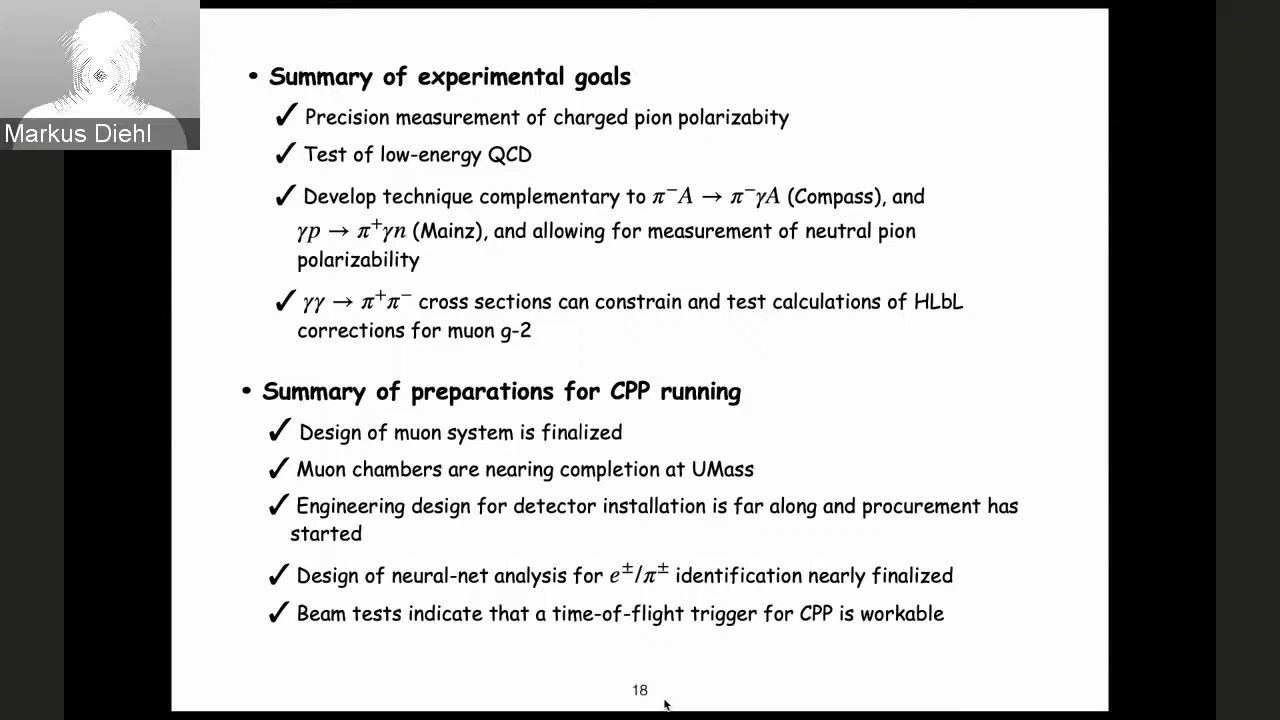 Markus Diehl
• Summary of experimental goals
✓ Precision measurement of charged pion polarizabity
✓ Test of low-energy QCD
✓ Develop technique complementary to π⁻A → π⁻γA (Compass), and
γp → π⁺γn (Mainz), and allowing for measurement of neutral pion
polarizability
✓ γγ → π⁺π⁻ cross sections can constrain and test calculations of HLbL
corrections for muon g-2
• Summary of preparations for CPP running
✓ Design of muon system is finalized
✓ Muon chambers are nearing completion at UMass
✓ Engineering design for detector installation is far along and procurement has
started
✓ Design of neural-net analysis for e±/π± identification nearly finalized
✓ Beam tests indicate that a time-of-flight trigger for CPP is workable
18